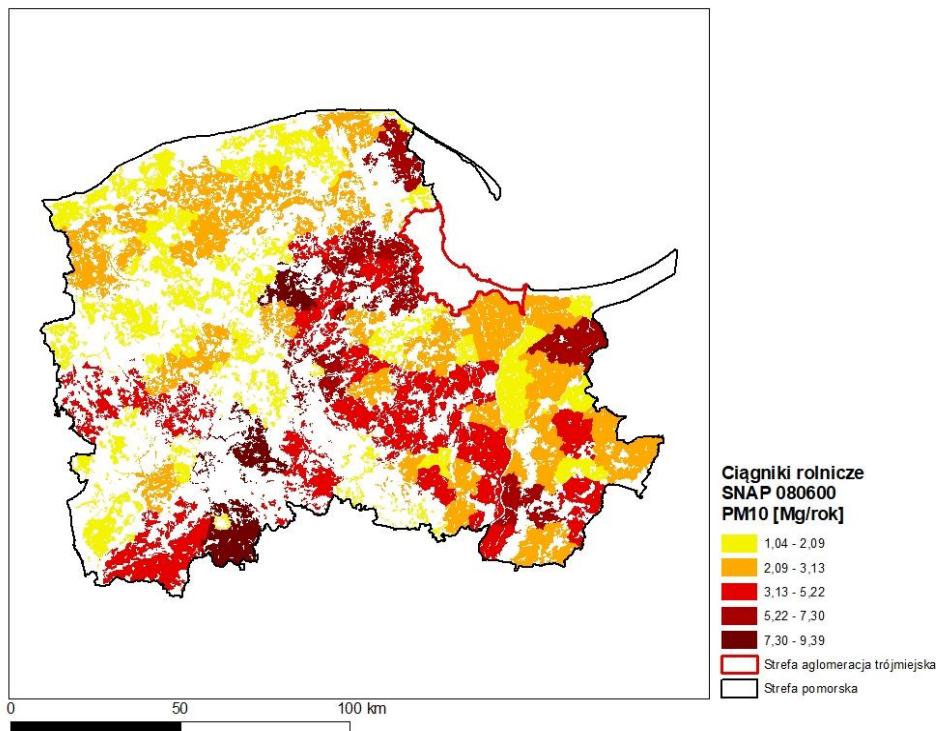 Ciągniki rolnicze
SNAP 080600
PM10 [Mg/rok]
1,04 - 2,09
2,09 - 3,13
3,13 - 5,22
5,22 - 7,30
7,30 - 9,39
Strefa aglomeracja trójmiejska
Strefa pomorska
0 50 100 km